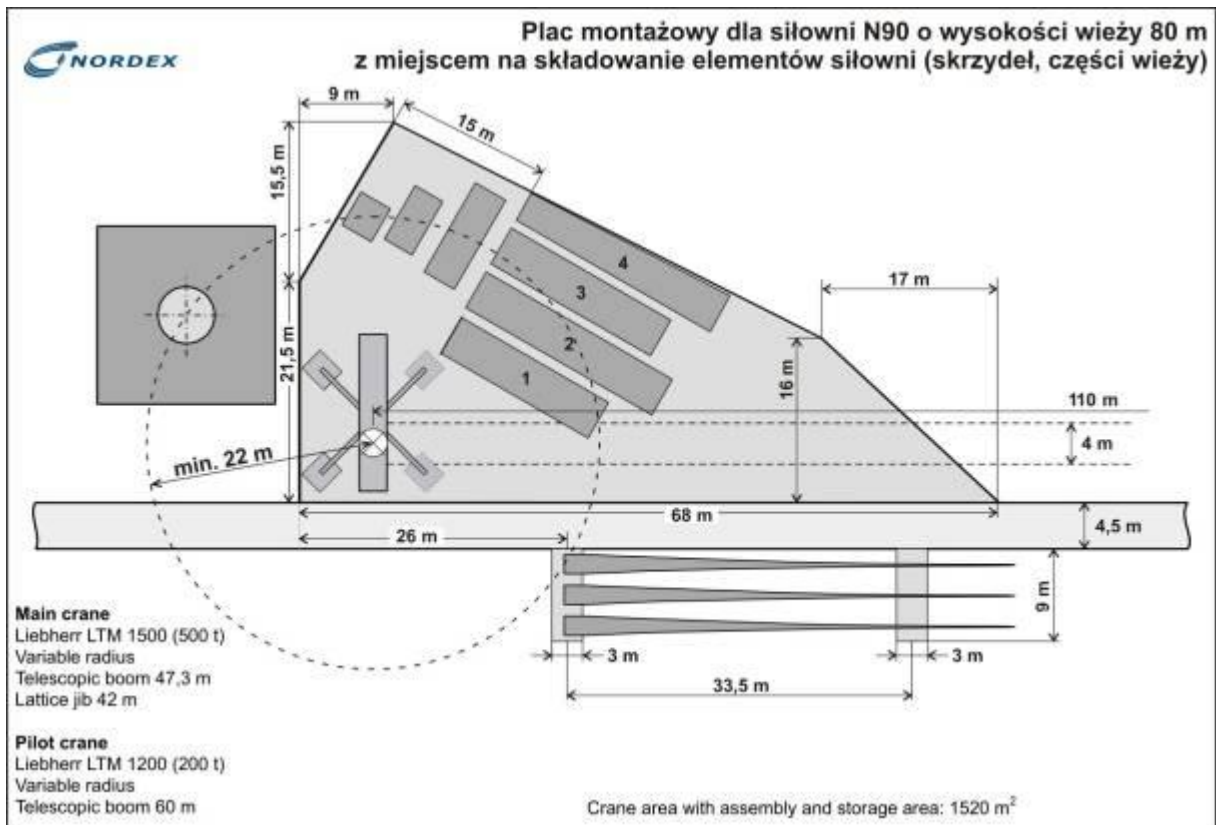 NORDEX
Plac montażowy dla siłowni N90 o wysokości wieży 80 m
z miejscem na składowanie elementów siłowni (skrzydeł, części wieży)
9 m
15 m
15,5 m
4
3
17 m
21,5 m
2
1
16 m
110 m
4 m
min. 22 m
68 m
26 m
4,5 m
9 m
3 m
3 m
33,5 m
Main crane
Liebherr LTM 1500 (500 t)
Variable radius
Telescopic boom 47,3 m
Lattice jib 42 m
Pilot crane
Liebherr LTM 1200 (200 t)
Variable radius
Telescopic boom 60 m
Crane area with assembly and storage area: 1520 m²